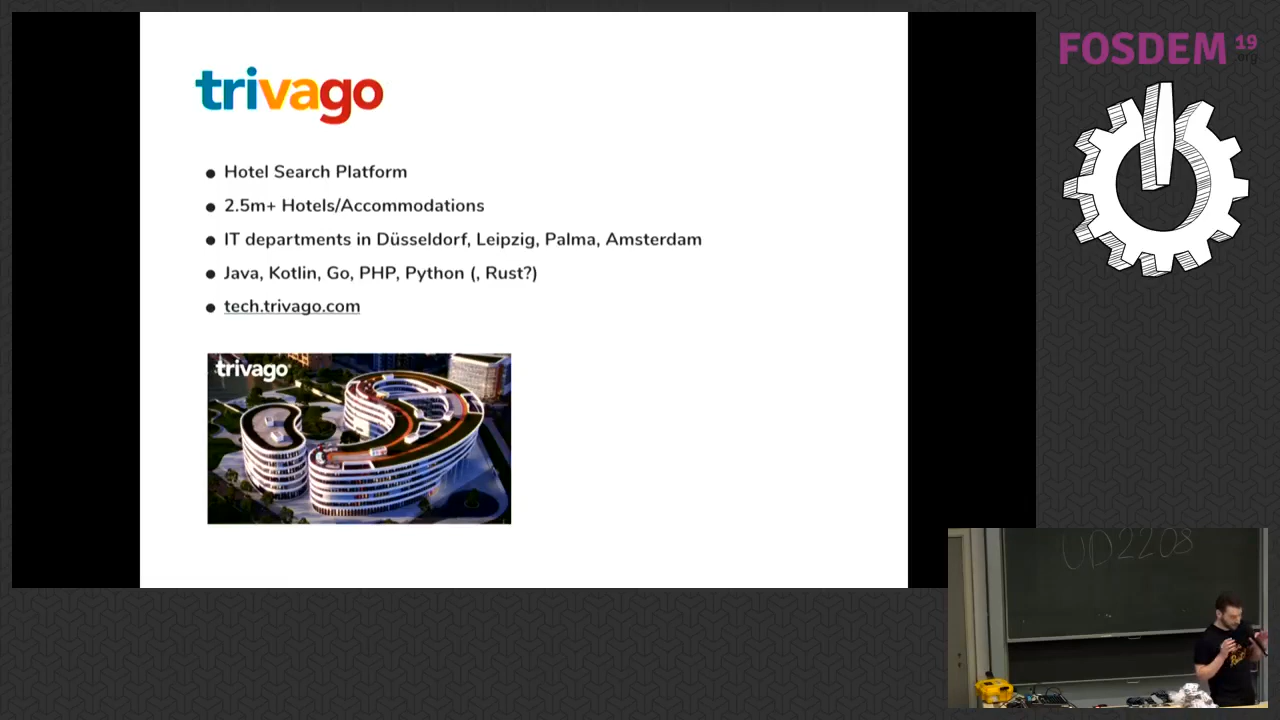 trivago
Hotel Search Platform
2.5m+ Hotels/Accommodations
IT departments in Düsseldorf, Leipzig, Palma, Amsterdam
Java, Kotlin, Go, PHP, Python (, Rust?)
tech.trivago.com
trivago
FOSDEM 19
.org
UD2208